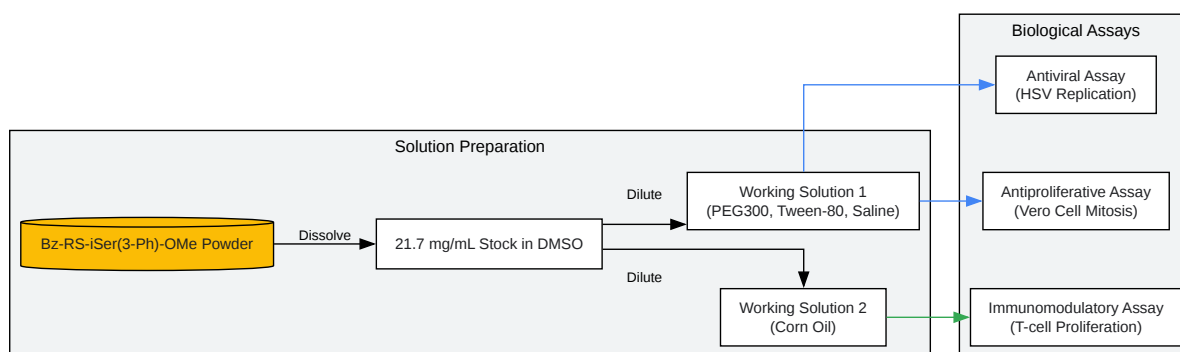 Biological Assays
Antiviral Assay
(HSV Replication)
Solution Preparation
Bz-RS-iSer(3-Ph)-OMe Powder
Dissolve
21.7 mg/mL Stock in DMSO
Dilute
Working Solution 1
(PEG300, Tween-80, Saline)
Antiproliferative Assay
(Vero Cell Mitosis)
Dilute
Working Solution 2
(Corn Oil)
Immunomodulatory Assay
(T-cell Proliferation)